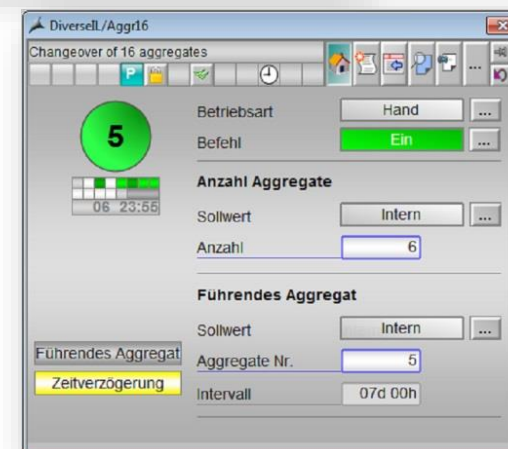 DiverseIL/Aggr16
Changeover of 16 aggregates
P
...
5
06 23:55
Betriebsart Hand ...
Befehl Ein ...
Anzahl Aggregate
Sollwert Intern ...
Anzahl 6
Führendes Aggregat
Sollwert Intern ...
Führendes Aggregat
Aggregate Nr. 5
Zeitverzögerung
Intervall 07d 00h